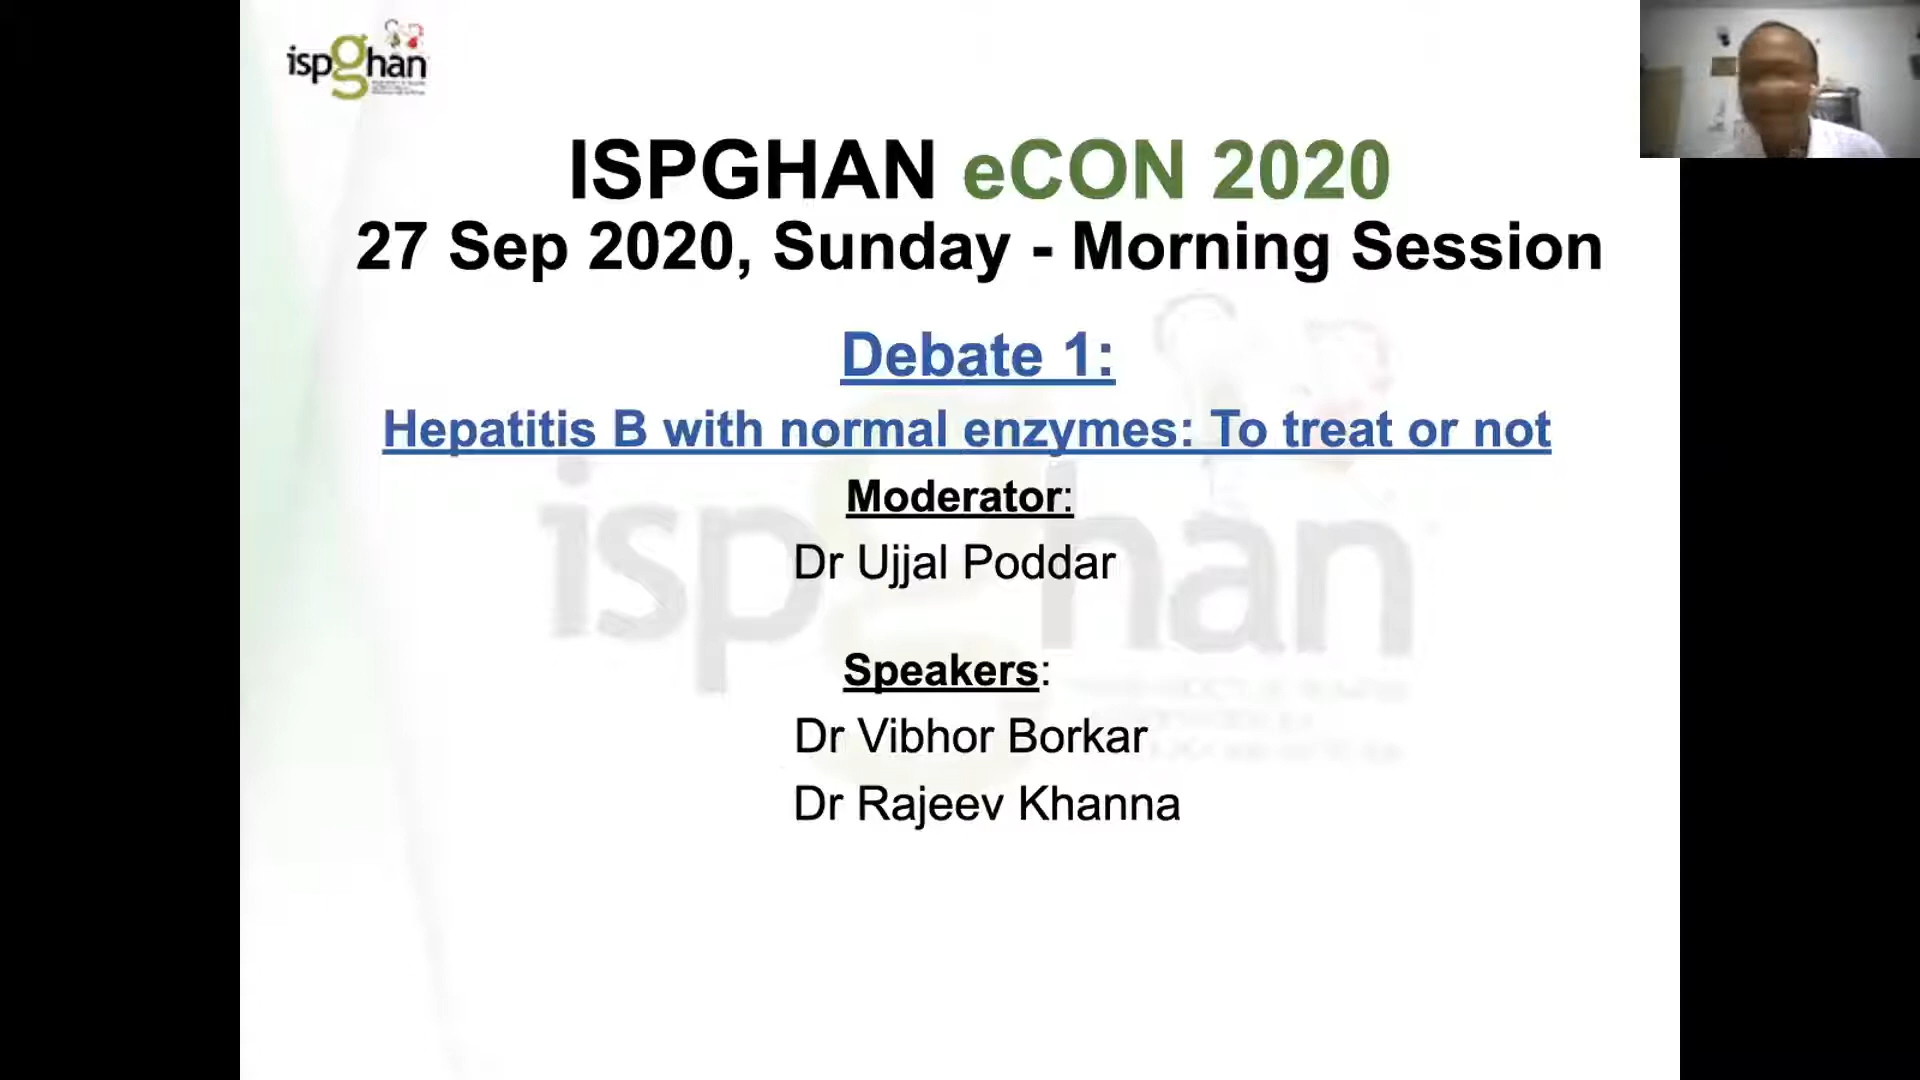 ispghan
ISPGHAN eCON 2020
27 Sep 2020, Sunday - Morning Session
Debate 1:
Hepatitis B with normal enzymes: To treat or not
Moderator:
Dr Ujjal Poddar
Speakers:
Dr Vibhor Borkar
Dr Rajeev Khanna
ispghan